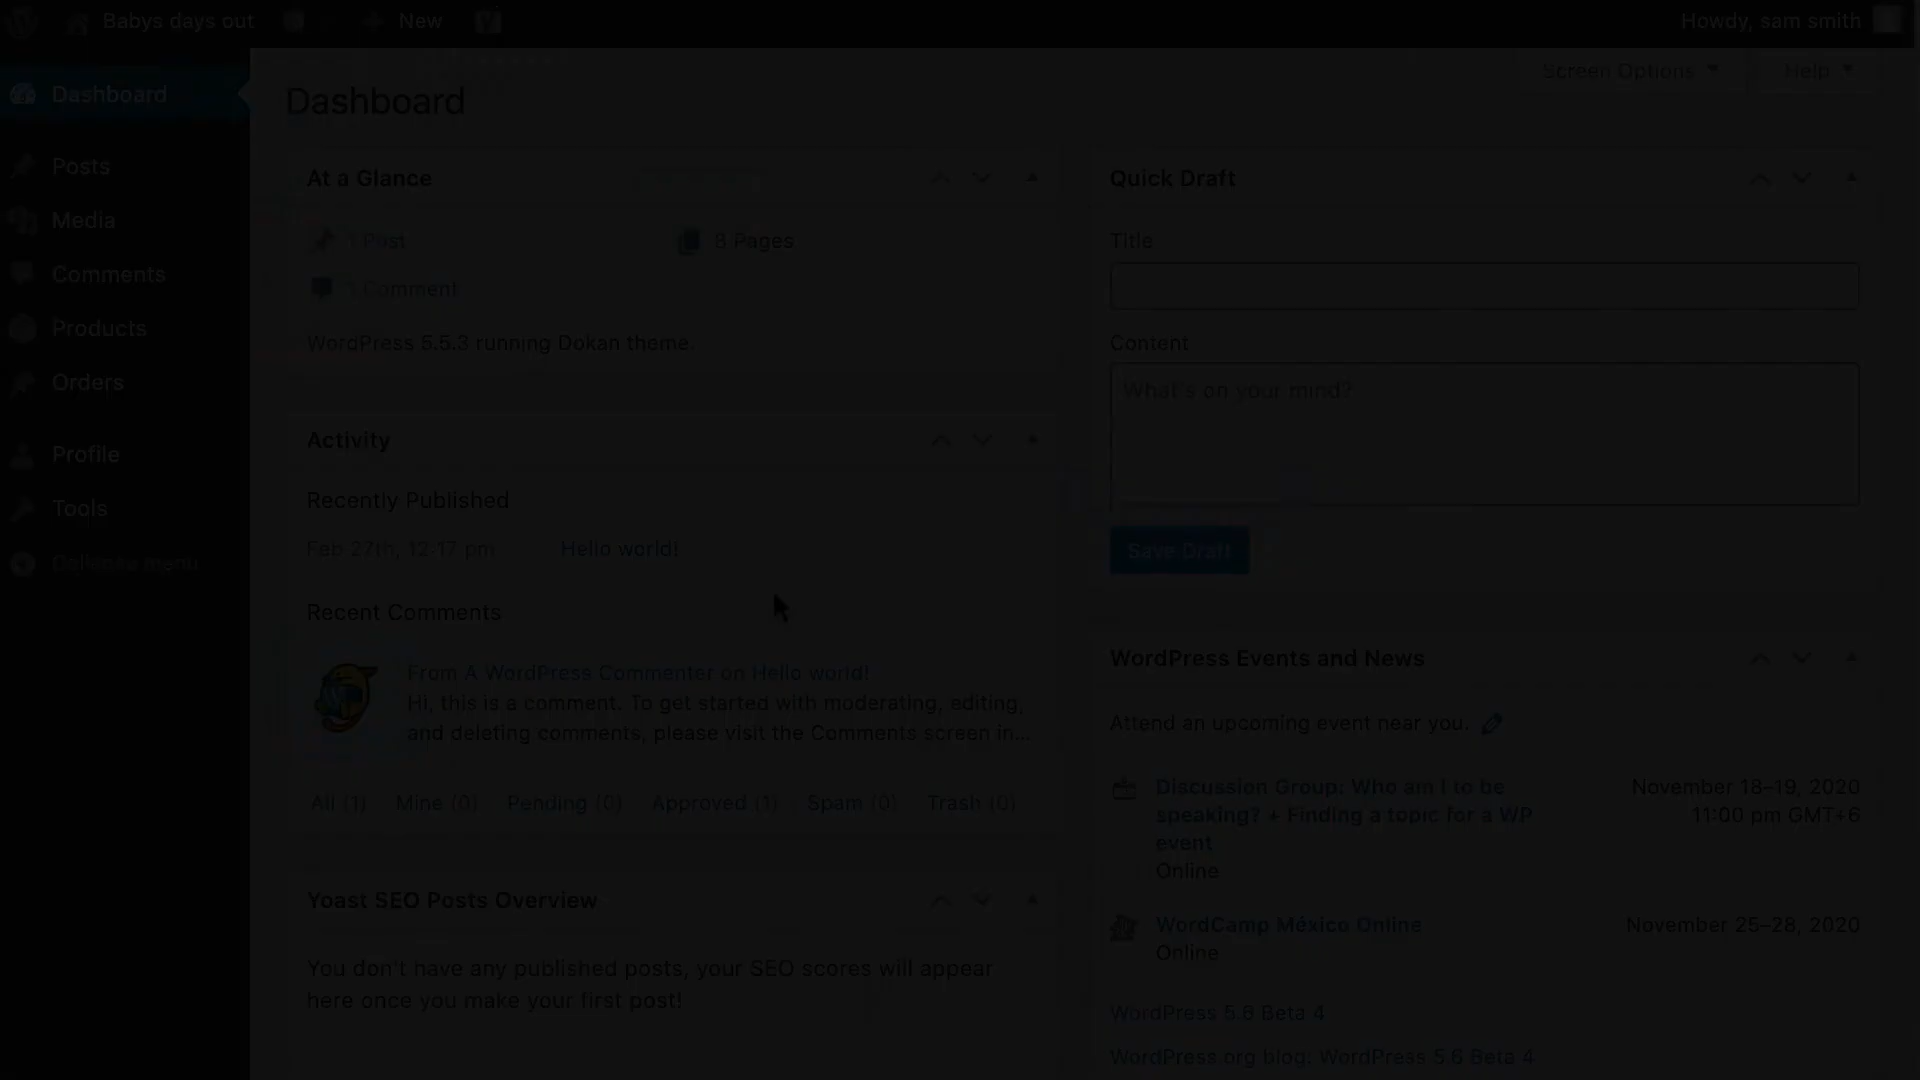 Babys days out
New
Howdy, sam smith
Dashboard
Posts
Media
Comments
Products
Orders
Profile
Tools
Collapse menu
Screen Options
Help
Dashboard
At a Glance
1 Post
8 Pages
1 Comment
WordPress 5.5.3 running Dokan theme.
Activity
Recently Published
Feb 27th, 12:17 pm
Hello world!
Recent Comments
From A WordPress Commenter on Hello world!
Hi, this is a comment. To get started with moderating, editing,
and deleting comments, please visit the Comments screen in...
All (1)
Mine (0)
Pending (0)
Approved (1)
Spam (0)
Trash (0)
Yoast SEO Posts Overview
You don't have any published posts, your SEO scores will appear
here once you make your first post!
Quick Draft
Title
Content
What's on your mind?
Save Draft
WordPress Events and News
Attend an upcoming event near you.
Discussion Group: Who am I to be
speaking? + Finding a topic for a WP
event
Online
November 18–19, 2020
11:00 pm GMT+6
WordCamp México Online
Online
November 25–28, 2020
WordPress 5.6 Beta 4
WordPress.org blog: WordPress 5.6 Beta 4